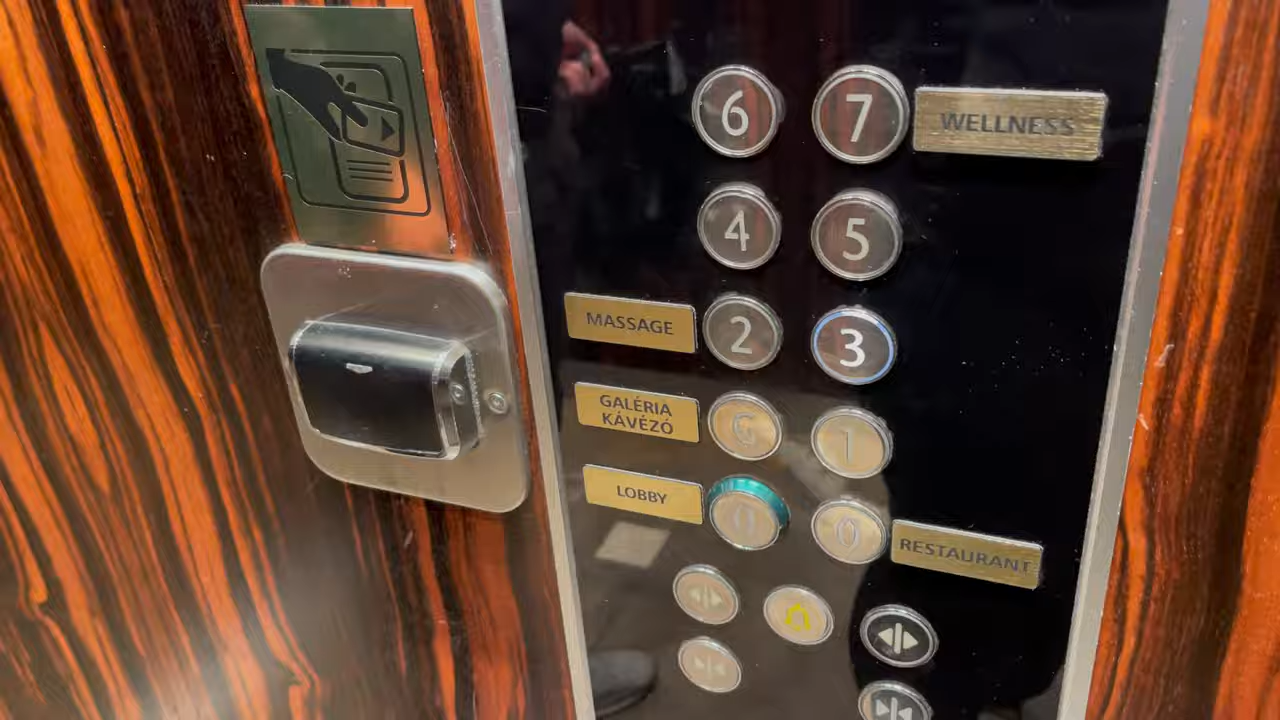 6 7 WELLNESS
4 5
MASSAGE 2 3
GALÉRIA
KÁVÉZÓ G 1
LOBBY 0 0 RESTAURANT